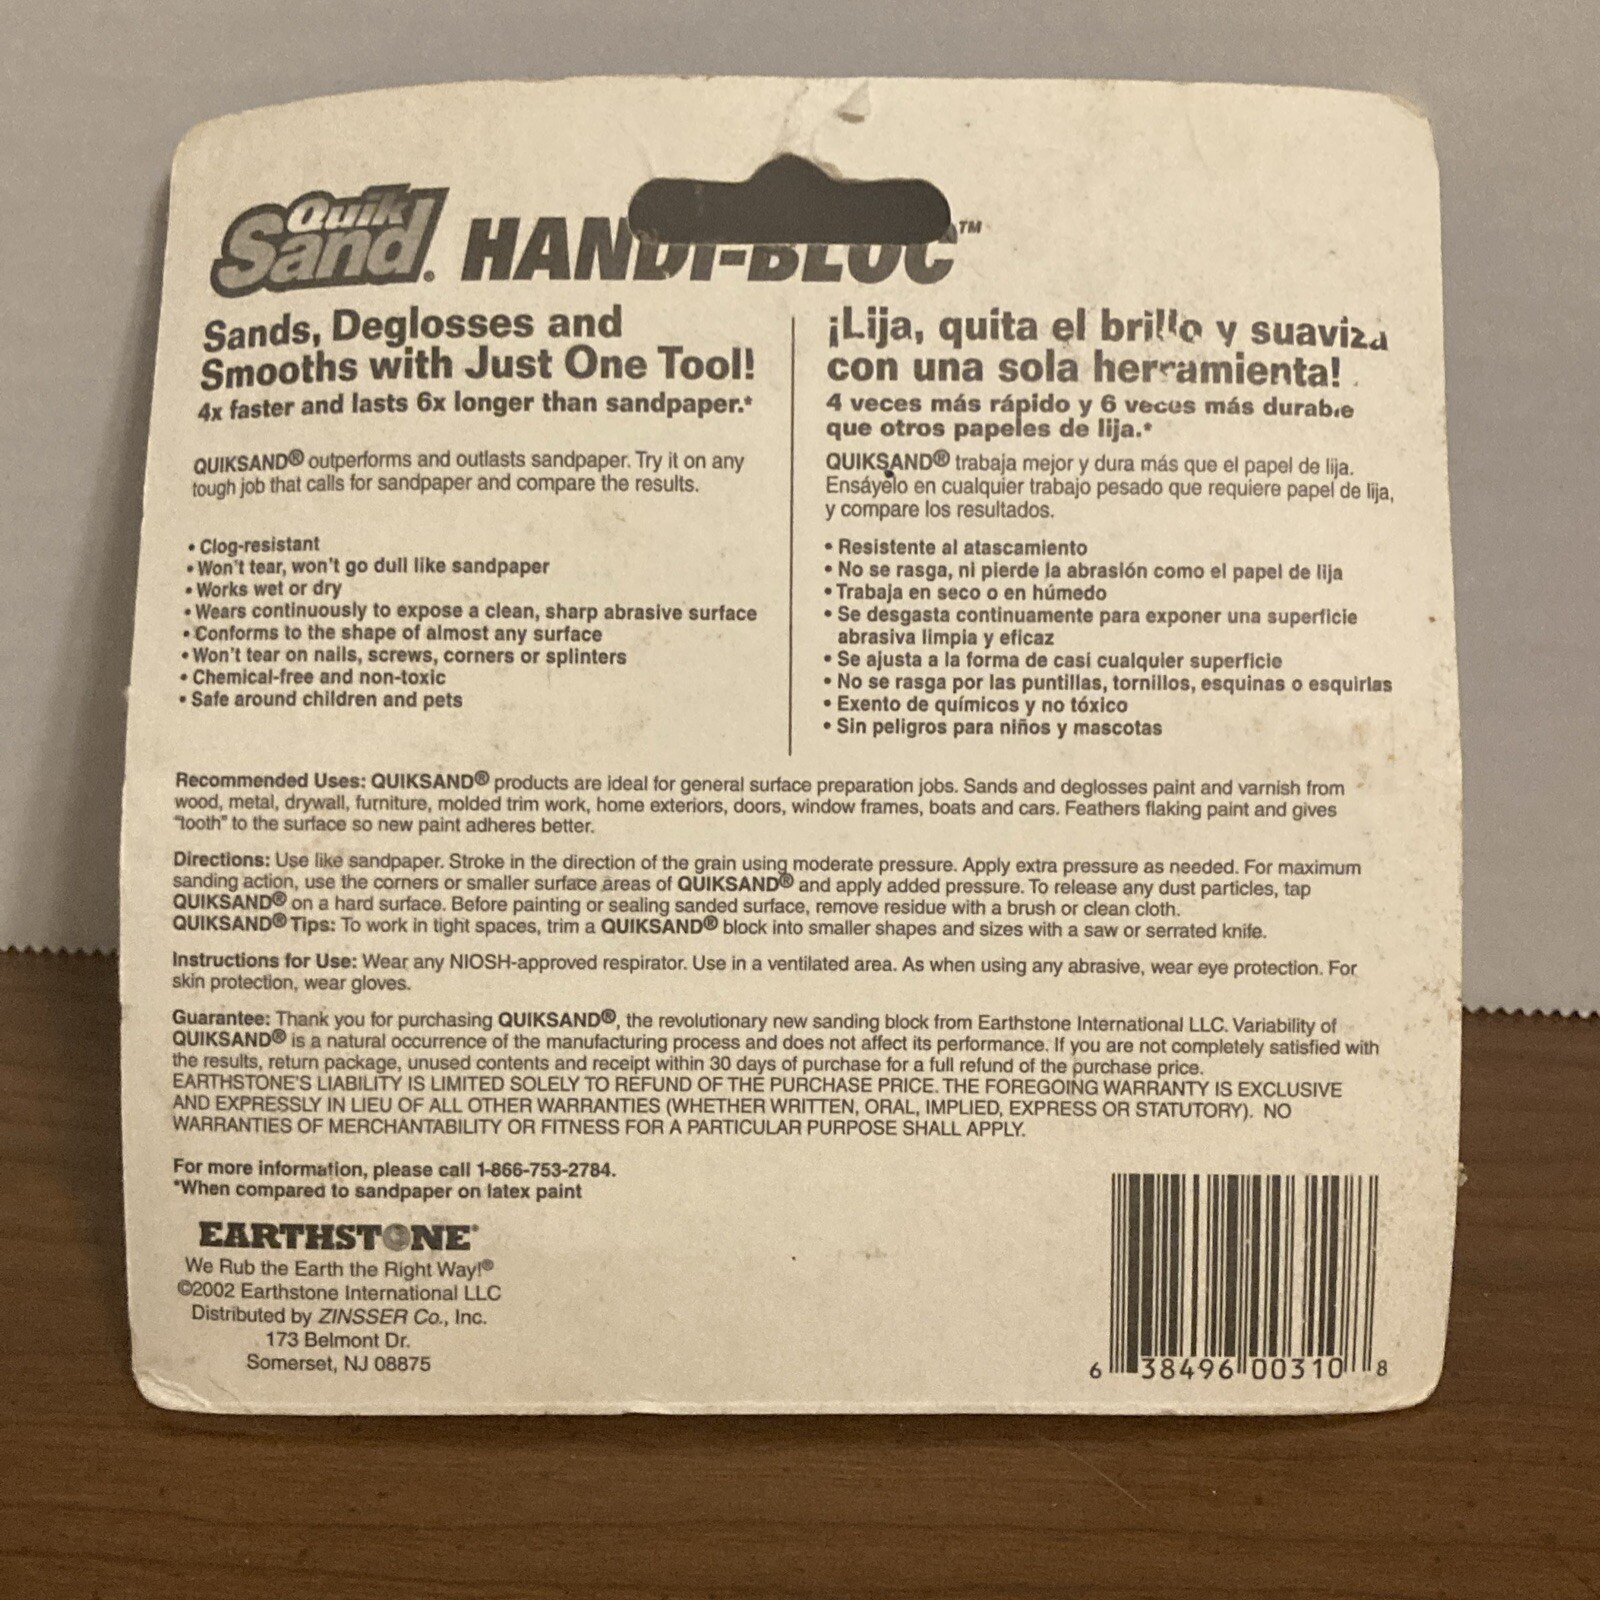 Quik
Sand® HANDI-BLOC™
Sands, Deglosses and
Smooths with Just One Tool!
4x faster and lasts 6x longer than sandpaper.*
QUIKSAND® outperforms and outlasts sandpaper. Try it on any
tough job that calls for sandpaper and compare the results.
• Clog-resistant
• Won't tear, won't go dull like sandpaper
• Works wet or dry
• Wears continuously to expose a clean, sharp abrasive surface
• Conforms to the shape of almost any surface
• Won't tear on nails, screws, corners or splinters
• Chemical-free and non-toxic
• Safe around children and pets
¡Lija, quita el brillo y suaviza
con una sola herramienta!
4 veces más rápido y 6 veces más durable
que otros papeles de lija.*
QUIKSAND® trabaja mejor y dura más que el papel de lija.
Ensáyelo en cualquier trabajo pesado que requiere papel de lija,
y compare los resultados.
• Resistente al atascamiento
• No se rasga, ni pierde la abrasión como el papel de lija
• Trabaja en seco o en húmedo
• Se desgasta continuamente para exponer una superficie
abrasiva limpia y eficaz
• Se ajusta a la forma de casi cualquier superficie
• No se rasga por las puntillas, tornillos, esquinas o esquirlas
• Exento de químicos y no tóxico
• Sin peligros para niños y mascotas
Recommended Uses: QUIKSAND® products are ideal for general surface preparation jobs. Sands and deglosses paint and varnish from
wood, metal, drywall, furniture, molded trim work, home exteriors, doors, window frames, boats and cars. Feathers flaking paint and gives
"tooth" to the surface so new paint adheres better.
Directions: Use like sandpaper. Stroke in the direction of the grain using moderate pressure. Apply extra pressure as needed. For maximum
sanding action, use the corners or smaller surface areas of QUIKSAND® and apply added pressure. To release any dust particles, tap
QUIKSAND® on a hard surface. Before painting or sealing sanded surface, remove residue with a brush or clean cloth.
QUIKSAND® Tips: To work in tight spaces, trim a QUIKSAND® block into smaller shapes and sizes with a saw or serrated knife.
Instructions for Use: Wear any NIOSH-approved respirator. Use in a ventilated area. As when using any abrasive, wear eye protection. For
skin protection, wear gloves.
Guarantee: Thank you for purchasing QUIKSAND®, the revolutionary new sanding block from Earthstone International LLC. Variability of
QUIKSAND® is a natural occurrence of the manufacturing process and does not affect its performance. If you are not completely satisfied with
the results, return package, unused contents and receipt within 30 days of purchase for a full refund of the purchase price.
EARTHSTONE'S LIABILITY IS LIMITED SOLELY TO REFUND OF THE PURCHASE PRICE. THE FOREGOING WARRANTY IS EXCLUSIVE
AND EXPRESSLY IN LIEU OF ALL OTHER WARRANTIES (WHETHER WRITTEN, ORAL, IMPLIED, EXPRESS OR STATUTORY). NO
WARRANTIES OF MERCHANTABILITY OR FITNESS FOR A PARTICULAR PURPOSE SHALL APPLY.
For more information, please call 1-866-753-2784.
*When compared to sandpaper on latex paint
EARTHSTONE®
We Rub the Earth the Right Way!®
©2002 Earthstone International LLC
Distributed by ZINSSER Co., Inc.
173 Belmont Dr.
Somerset, NJ 08875
6 38496 00310 8